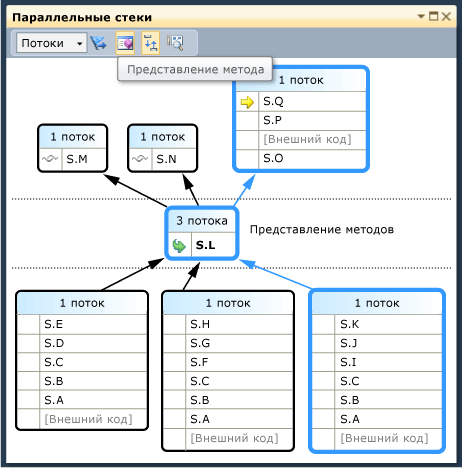 Параллельные стеки
Потоки
Представление метода
1 поток
S.Q
S.P
[Внешний код]
S.O
1 поток
S.M
1 поток
S.N
3 потока
S.L
Представление методов
1 поток
S.E
S.D
S.C
S.B
S.A
[Внешний код]
1 поток
S.H
S.G
S.F
S.C
S.B
S.A
[Внешний код]
1 поток
S.K
S.J
S.I
S.C
S.B
S.A
[Внешний код]